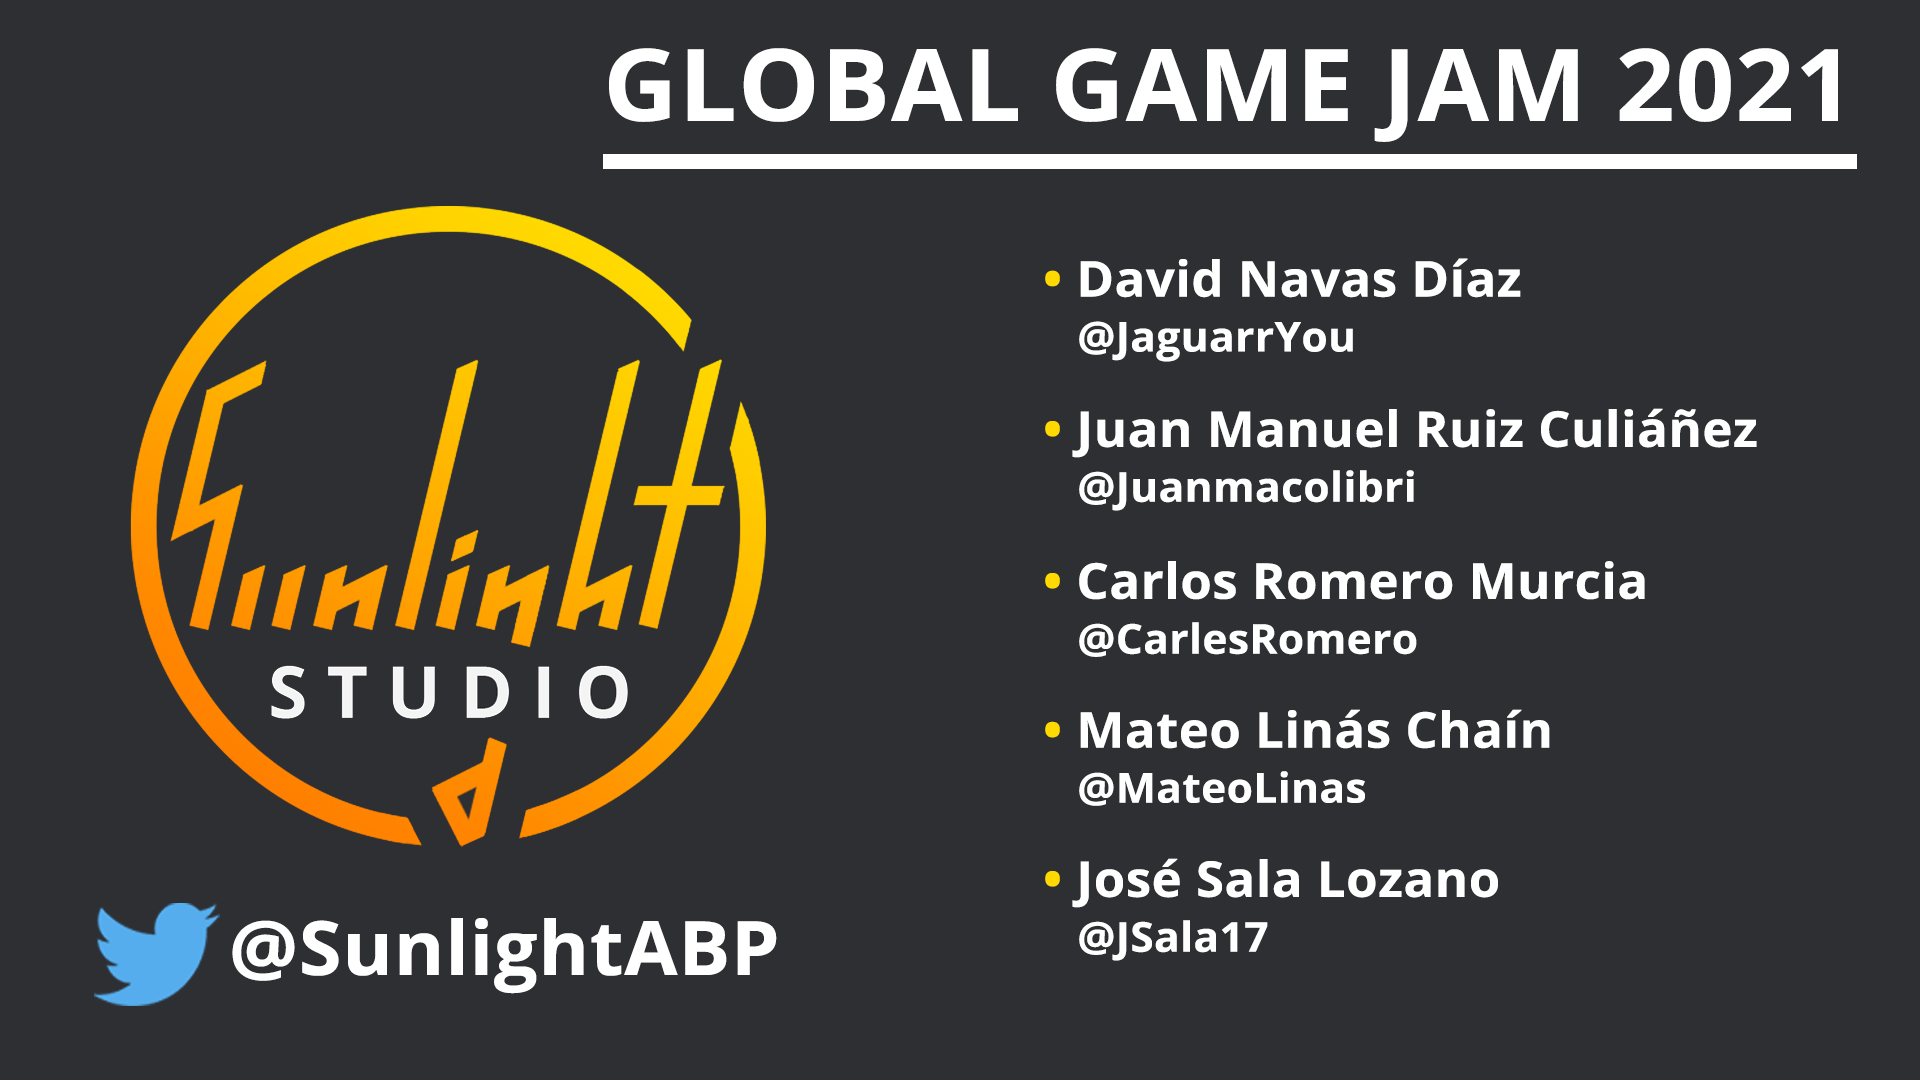 GLOBAL GAME JAM 2021
Sunlight
STUDIO
@SunlightABP
• David Navas Díaz
@JaguarrYou
• Juan Manuel Ruiz Culiáñez
@Juanmacolibri
• Carlos Romero Murcia
@CarlesRomero
• Mateo Linás Chaín
@MateoLinas
• José Sala Lozano
@JSala17